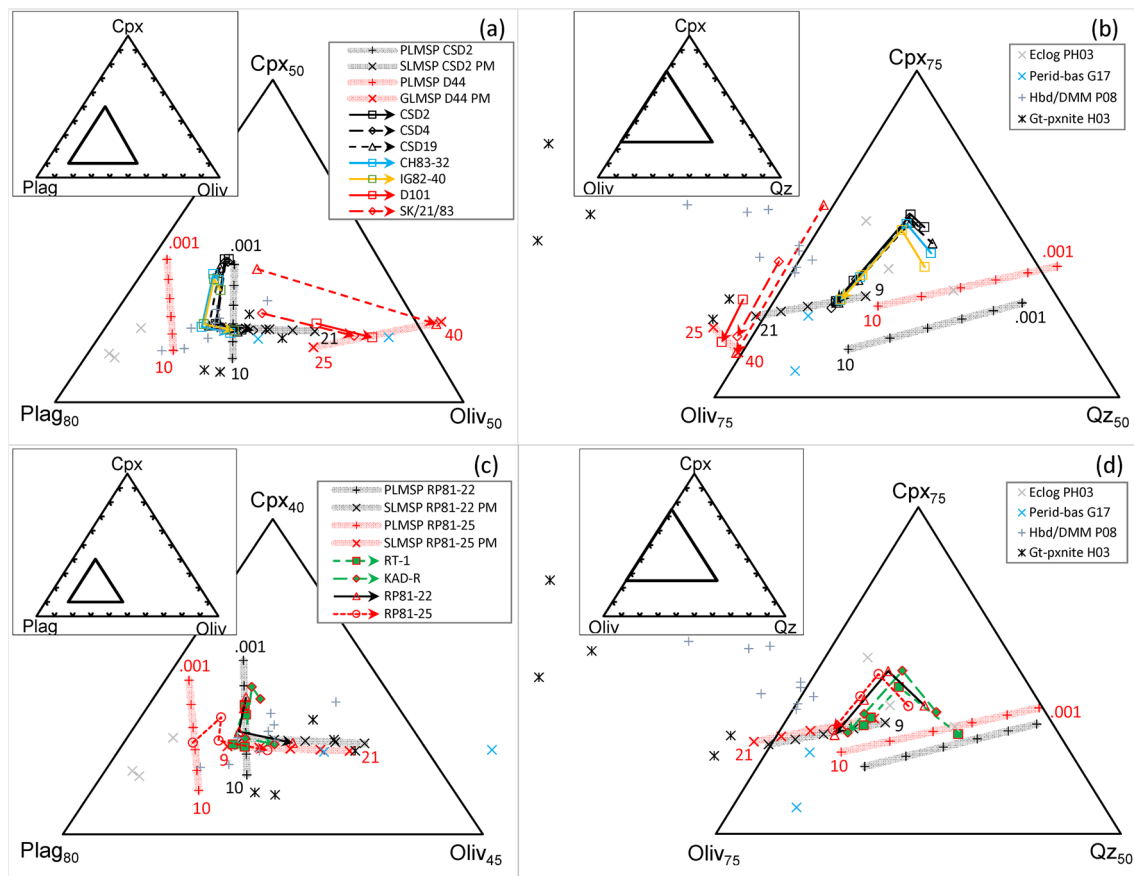 (a)
Cpx
Plag
Oliv
Cpx50
PLMSP CSD2
SLMSP CSD2 PM
PLMSP D44
GLMSP D44 PM
CSD2
CSD4
CSD19
CH83-32
IG82-40
D101
SK/21/83
.001
.001
21
40
25
10
10
Plag80
Oliv50
(b)
Cpx
Oliv
Qz
Cpx75
Eclog PH03
Perid-bas G17
Hbd/DMM P08
Gt-pxnite H03
.001
9
10
21
.001
25
40
10
Oliv75
Qz50
(c)
Cpx
Plag
Oliv
Cpx40
PLMSP RP81-22
SLMSP RP81-22 PM
PLMSP RP81-25
SLMSP RP81-25 PM
RT-1
KAD-R
RP81-22
RP81-25
.001
.001
9
21
10
10
Plag80
Oliv45
(d)
Cpx
Oliv
Qz
Cpx75
Eclog PH03
Perid-bas G17
Hbd/DMM P08
Gt-pxnite H03
.001
9
21
10
10
Oliv75
Qz50